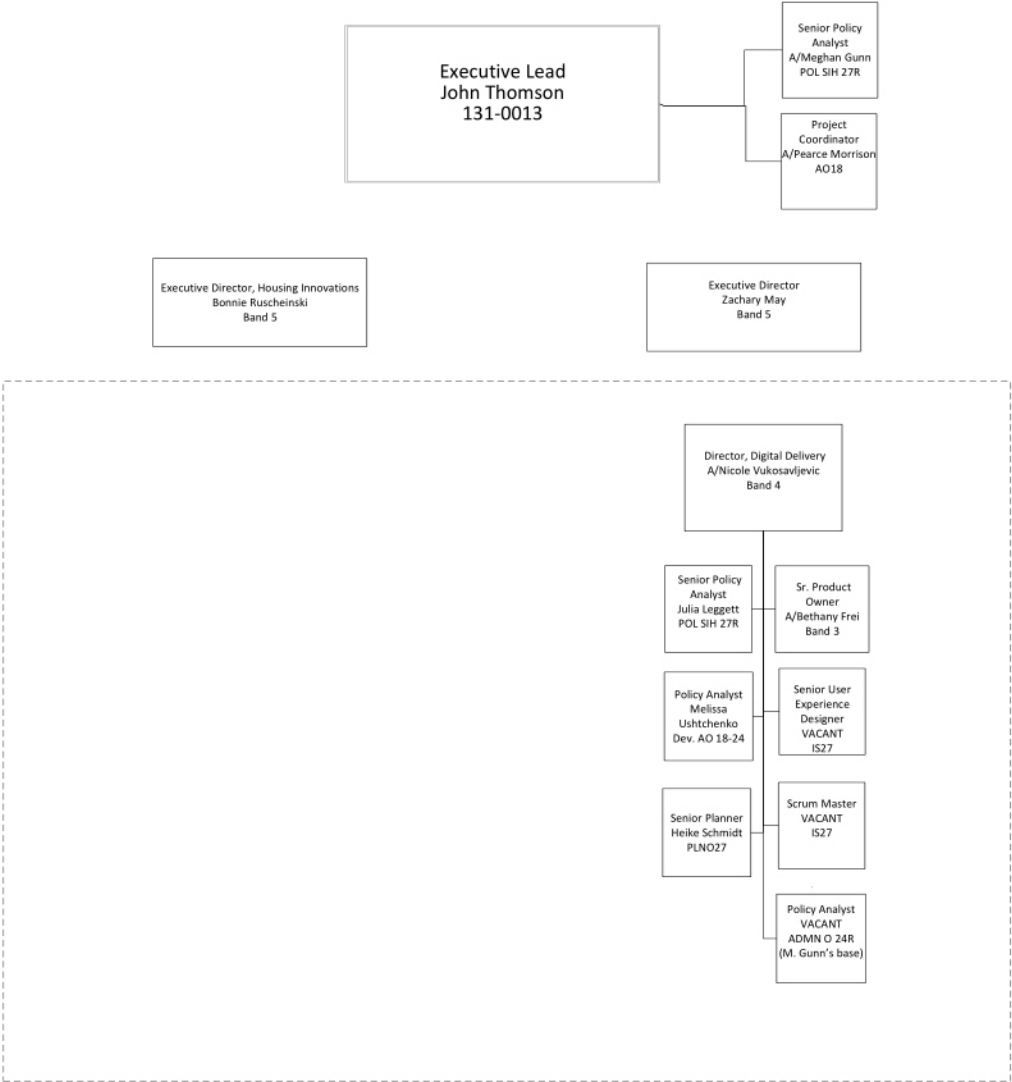 Executive Lead
John Thomson
131-0013
Senior Policy
Analyst
A/Meghan Gunn
POL SIH 27R
Project
Coordinator
A/Pearce Morrison
AO18
Executive Director, Housing Innovations
Bonnie Ruscheinski
Band 5
Executive Director
Zachary May
Band 5
Director, Digital Delivery
A/Nicole Vukosavljevic
Band 4
Senior Policy
Analyst
Julia Leggett
POL SIH 27R
Sr. Product
Owner
A/Bethany Frei
Band 3
Policy Analyst
Melissa
Ushtchenko
Dev. AO 18-24
Senior User
Experience
Designer
VACANT
IS27
Senior Planner
Heike Schmidt
PLNO27
Scrum Master
VACANT
IS27
Policy Analyst
VACANT
ADMN O 24R
(M. Gunn's base)